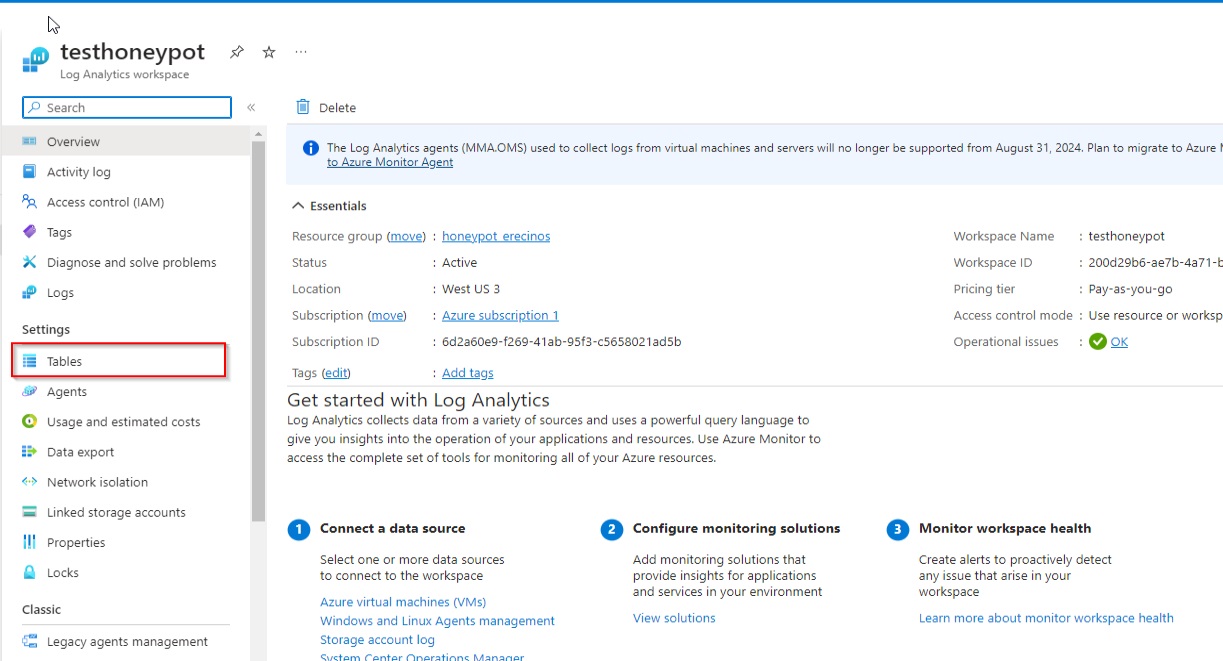 testhoneypot
Log Analytics workspace
Search
Overview
Activity log
Access control (IAM)
Tags
Diagnose and solve problems
Logs
Settings
Tables
Agents
Usage and estimated costs
Data export
Network isolation
Linked storage accounts
Properties
Locks
Classic
Legacy agents management
Delete
The Log Analytics agents (MMA.OMS) used to collect logs from virtual machines and servers will no longer be supported from August 31, 2024. Plan to migrate to Azure
to Azure Monitor Agent
Essentials
Resource group (move) : honeypot_erecinos
Status : Active
Location : West US 3
Subscription (move) : Azure subscription 1
Subscription ID : 6d2a60e9-f269-41ab-95f3-c5658021ad5b
Tags (edit) : Add tags
Workspace Name : testhoneypot
Workspace ID : 200d29b6-ae7b-4a71-b
Pricing tier : Pay-as-you-go
Access control mode : Use resource or worksp
Operational issues : OK
Get started with Log Analytics
Log Analytics collects data from a variety of sources and uses a powerful query language to
give you insights into the operation of your applications and resources. Use Azure Monitor to
access the complete set of tools for monitoring all of your Azure resources.
1 Connect a data source
Select one or more data sources
to connect to the workspace
Azure virtual machines (VMs)
Windows and Linux Agents management
Storage account log
System Center Operations Manager
2 Configure monitoring solutions
Add monitoring solutions that
provide insights for applications
and services in your environment
View solutions
3 Monitor workspace health
Create alerts to proactively detect
any issue that arise in your
workspace
Learn more about monitor workspace health